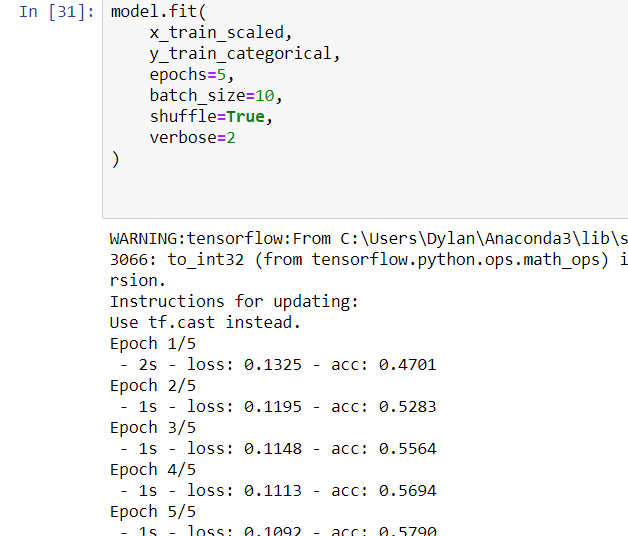 In [31]: model.fit(
x_train_scaled,
y_train_categorical,
epochs=5,
batch_size=10,
shuffle=True,
verbose=2
)
WARNING:tensorflow:From C:\Users\Dylan\Anaconda3\lib\s
3066: to_int32 (from tensorflow.python.ops.math_ops) i
rsion.
Instructions for updating:
Use tf.cast instead.
Epoch 1/5
- 2s - loss: 0.1325 - acc: 0.4701
Epoch 2/5
- 1s - loss: 0.1195 - acc: 0.5283
Epoch 3/5
- 1s - loss: 0.1148 - acc: 0.5564
Epoch 4/5
- 1s - loss: 0.1113 - acc: 0.5694
Epoch 5/5
- 1s - loss: 0.1092 - acc: 0.5790